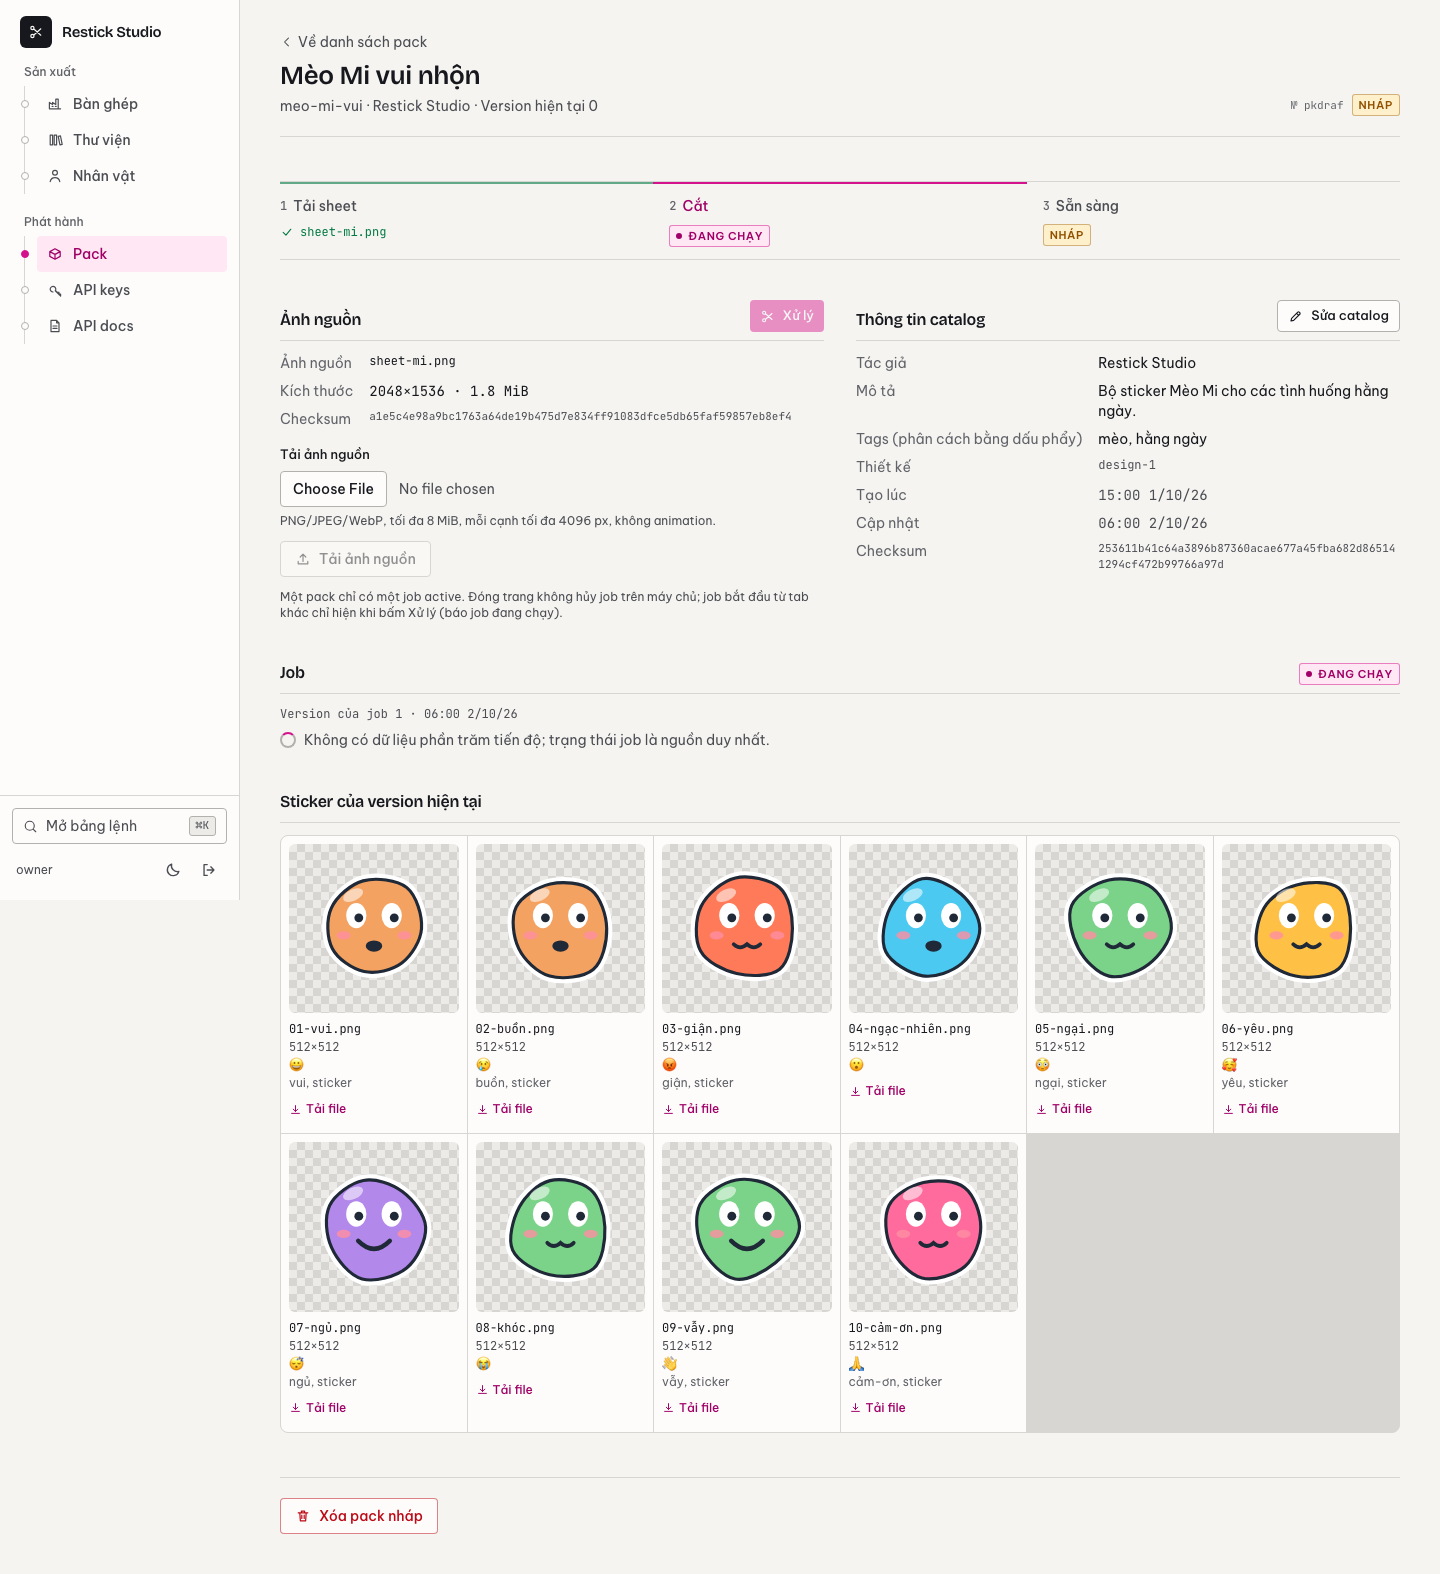 Restick Studio
Sản xuất
Bàn ghép
Thư viện
Nhân vật
Phát hành
Pack
API keys
API docs
Mở bảng lệnh
⌘K
owner
Về danh sách pack
Mèo Mi vui nhộn
meo-mi-vui · Restick Studio · Version hiện tại 0
№ pkdraf
NHÁP
1 Tải sheet
sheet-mi.png
2 Cắt
ĐANG CHẠY
3 Sẵn sàng
NHÁP
Ảnh nguồn
Xử lý
Ảnh nguồn sheet-mi.png
Kích thước 2048×1536 · 1.8 MiB
Checksum a1e5c4e98a9bc1763a64de19b475d7e834ff91083dfce5db65faf59857eb8ef4
Tải ảnh nguồn
Choose File No file chosen
PNG/JPEG/WebP, tối đa 8 MiB, mỗi cạnh tối đa 4096 px, không animation.
Tải ảnh nguồn
Một pack chỉ có một job active. Đóng trang không hủy job trên máy chủ; job bắt đầu từ tab
khác chỉ hiện khi bấm Xử lý (báo job đang chạy).
Thông tin catalog
Sửa catalog
Tác giả Restick Studio
Mô tả Bộ sticker Mèo Mi cho các tình huống hằng
ngày.
Tags (phân cách bằng dấu phẩy) mèo, hằng ngày
Thiết kế design-1
Tạo lúc 15:00 1/10/26
Cập nhật 06:00 2/10/26
Checksum 253611b41c64a3896b87360acae677a45fba682d86514
1294cf472b99766a97d
Job
ĐANG CHẠY
Version của job 1 · 06:00 2/10/26
Không có dữ liệu phần trăm tiến độ; trạng thái job là nguồn duy nhất.
Sticker của version hiện tại
01-vui.png
512×512
😀
vui, sticker
Tải file
02-buồn.png
512×512
😢
buồn, sticker
Tải file
03-giận.png
512×512
😡
giận, sticker
Tải file
04-ngạc-nhiên.png
512×512
😮
Tải file
05-ngại.png
512×512
😳
ngại, sticker
Tải file
06-yêu.png
512×512
🥰
yêu, sticker
Tải file
07-ngủ.png
512×512
😴
ngủ, sticker
Tải file
08-khóc.png
512×512
😭
Tải file
09-vẫy.png
512×512
👋
vẫy, sticker
Tải file
10-cảm-ơn.png
512×512
🙏
cảm-ơn, sticker
Tải file
Xóa pack nháp